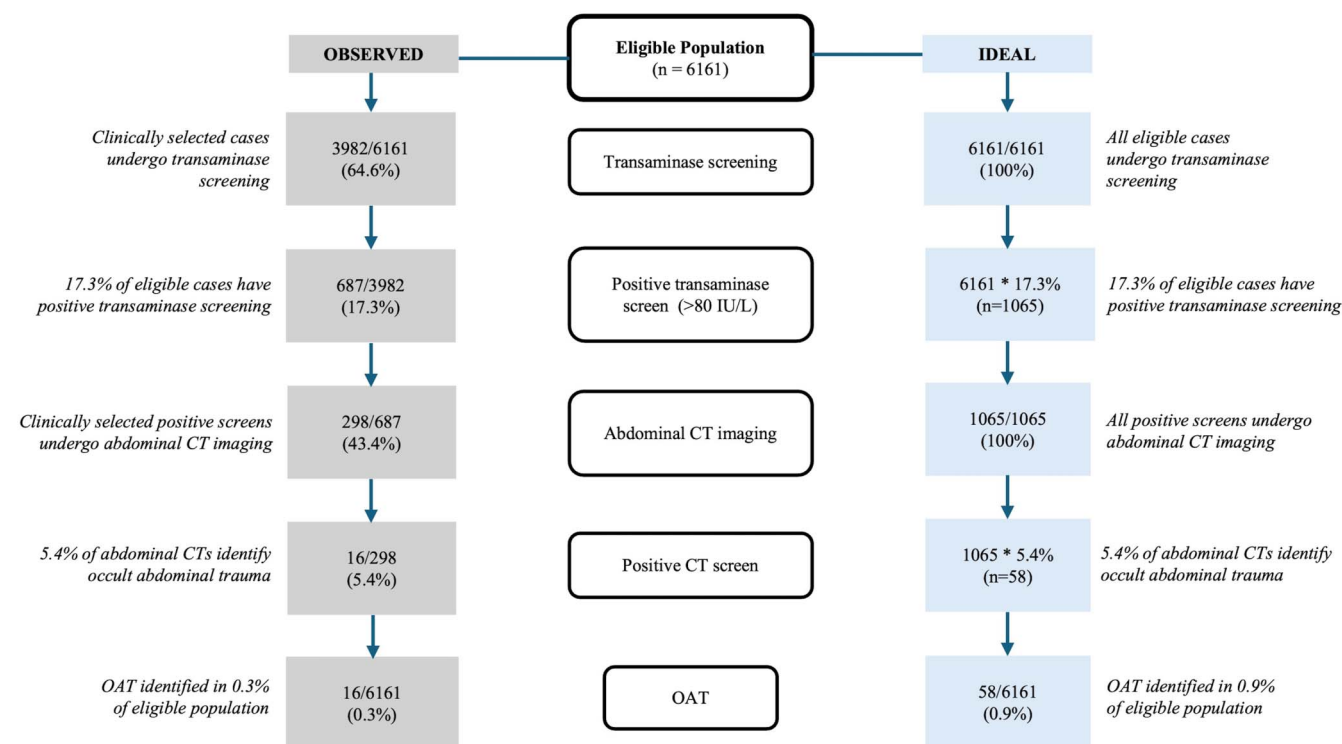 OBSERVED
Eligible Population
(n = 6161)
IDEAL
Clinically selected cases
undergo transaminase
screening
3982/6161
(64.6%)
Transaminase screening
6161/6161
(100%)
All eligible cases
undergo transaminase
screening
17.3% of eligible cases have
positive transaminase screening
687/3982
(17.3%)
Positive transaminase
screen (>80 IU/L)
6161 * 17.3%
(n=1065)
17.3% of eligible cases have
positive transaminase screening
Clinically selected positive screens
undergo abdominal CT imaging
298/687
(43.4%)
Abdominal CT imaging
1065/1065
(100%)
All positive screens undergo
abdominal CT imaging
5.4% of abdominal CTs identify
occult abdominal trauma
16/298
(5.4%)
Positive CT screen
1065 * 5.4%
(n=58)
5.4% of abdominal CTs identify
occult abdominal trauma
OAT identified in 0.3%
of eligible population
16/6161
(0.3%)
OAT
58/6161
(0.9%)
OAT identified in 0.9%
of eligible population